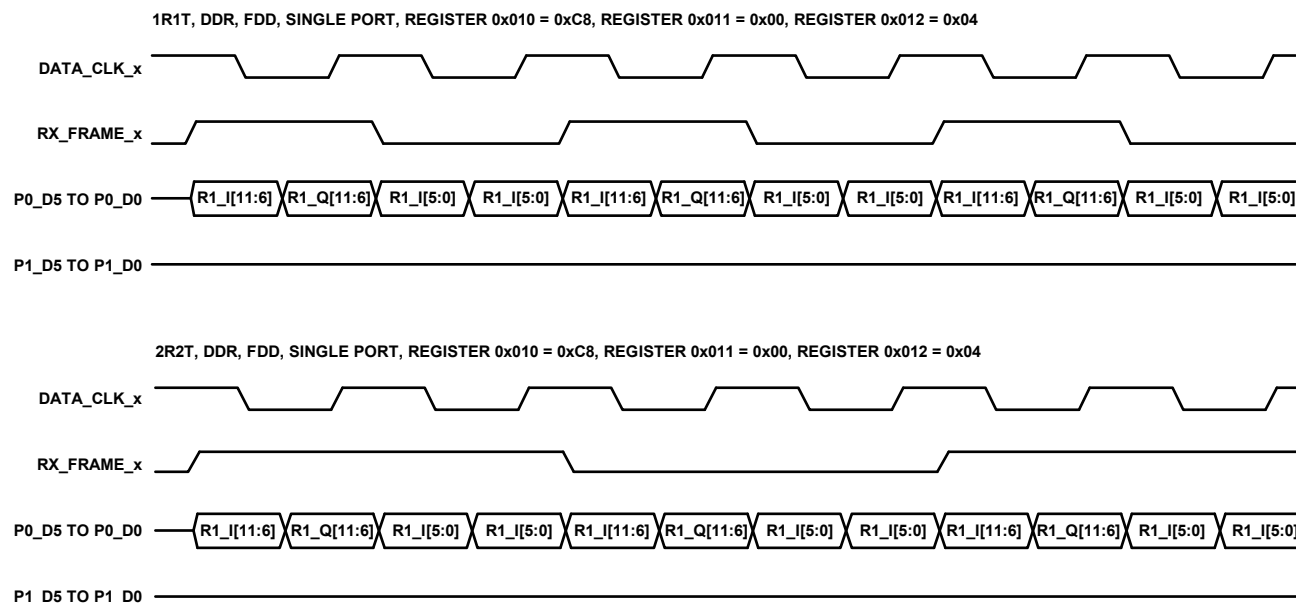 1R1T, DDR, FDD, SINGLE PORT, REGISTER 0x010 = 0xC8, REGISTER 0x011 = 0x00, REGISTER 0x012 = 0x04
DATA_CLK_x
RX_FRAME_x
P0_D5 TO P0_D0 R1_I[11:6] R1_Q[11:6] R1_I[5:0] R1_I[5:0] R1_I[11:6] R1_Q[11:6] R1_I[5:0] R1_I[5:0] R1_I[11:6] R1_Q[11:6] R1_I[5:0] R1_I[5:0]
P1_D5 TO P1_D0
2R2T, DDR, FDD, SINGLE PORT, REGISTER 0x010 = 0xC8, REGISTER 0x011 = 0x00, REGISTER 0x012 = 0x04
DATA_CLK_x
RX_FRAME_x
P0_D5 TO P0_D0 R1_I[11:6] R1_Q[11:6] R1_I[5:0] R1_I[5:0] R1_I[11:6] R1_Q[11:6] R1_I[5:0] R1_I[5:0] R1_I[11:6] R1_Q[11:6] R1_I[5:0] R1_I[5:0]
P1_D5 TO P1_D0